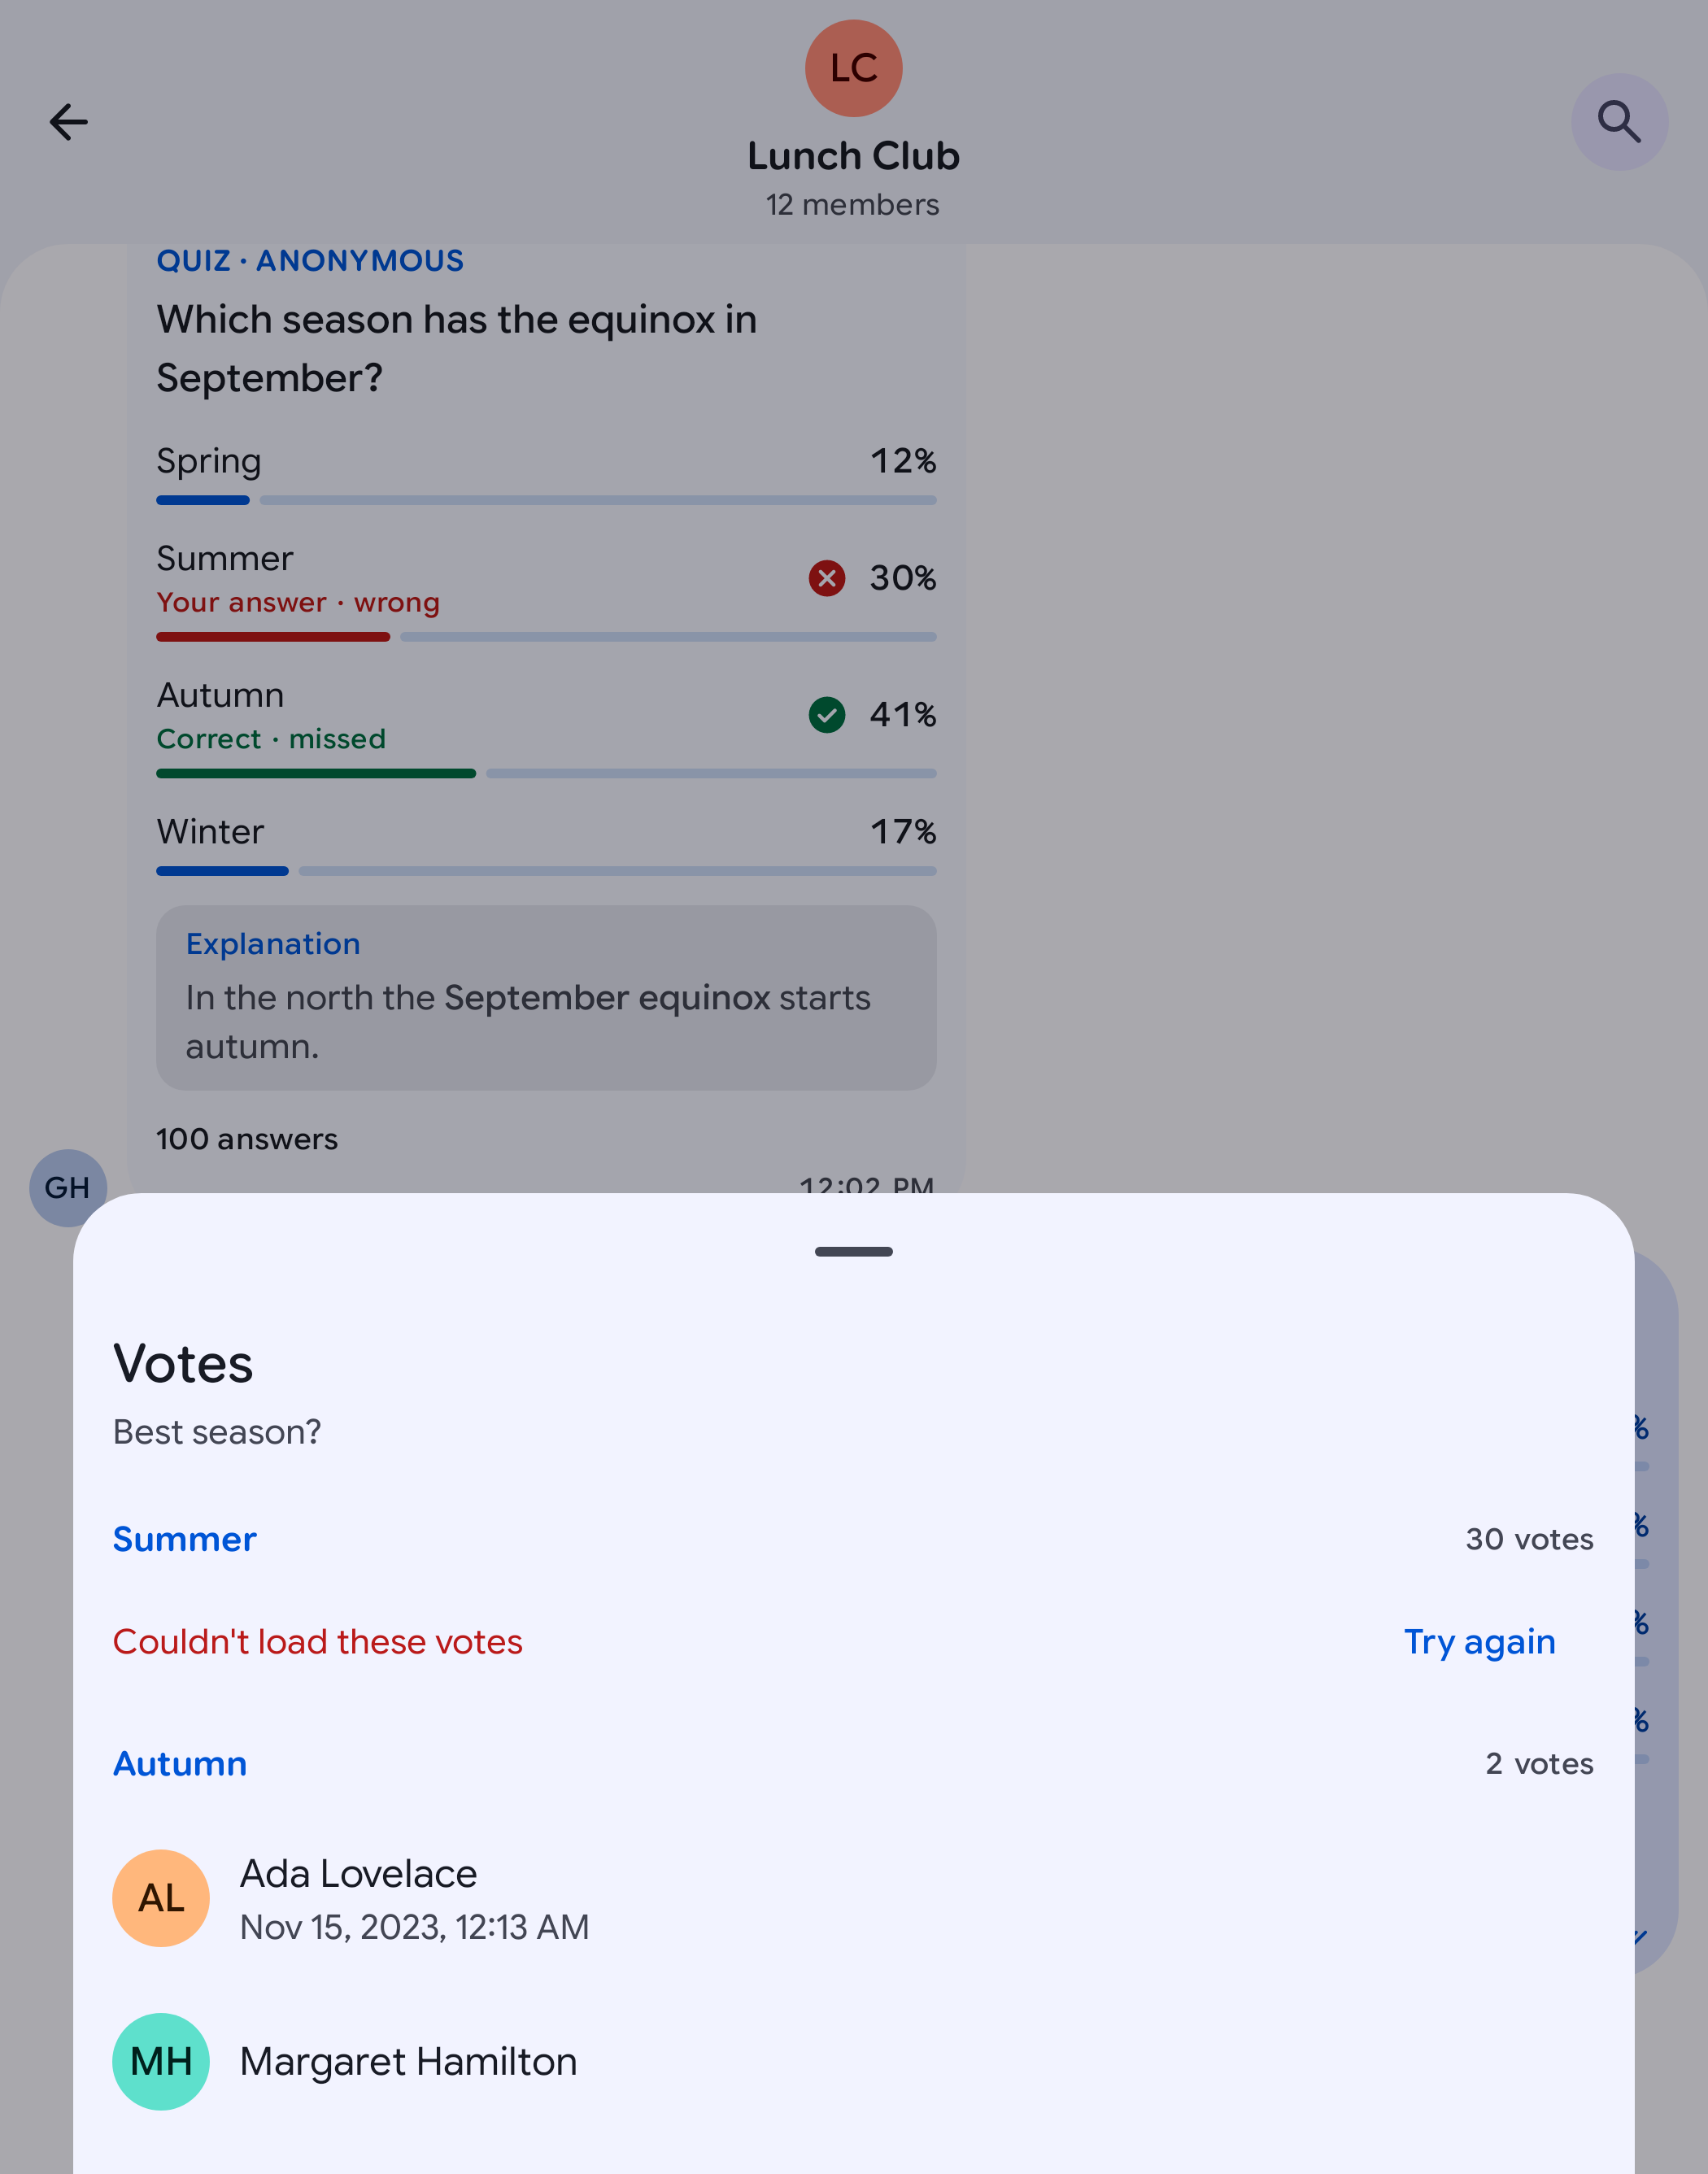 LC
Lunch Club
12 members
QUIZ · ANONYMOUS
Which season has the equinox in
September?
Spring 12%
Summer 30%
Your answer · wrong
Autumn 41%
Correct · missed
Winter 17%
Explanation
In the north the September equinox starts
autumn.
100 answers
GH
12:02 PM
Votes
Best season?
%
Summer 30 votes
%
Couldn't load these votes Try again
%
%
Autumn 2 votes
AL
Ada Lovelace
Nov 15, 2023, 12:13 AM
MH
Margaret Hamilton